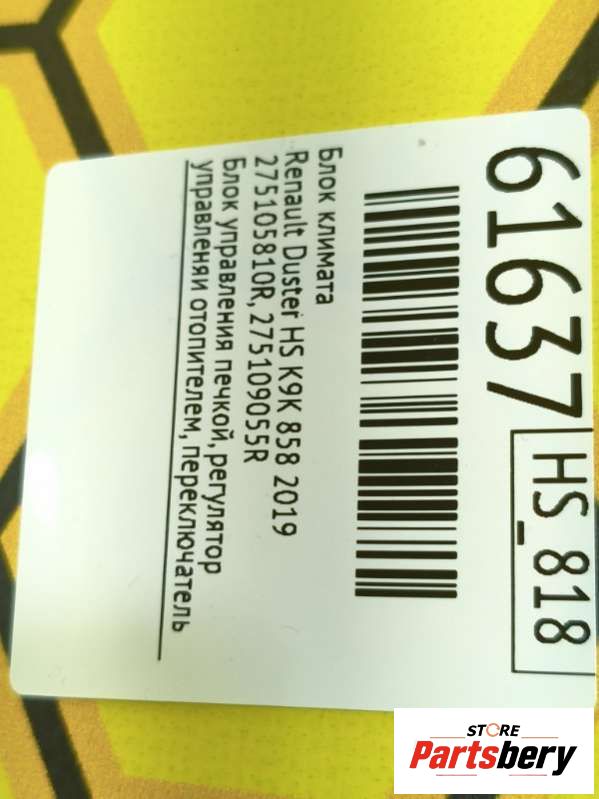 61637
HS_818
Блок климата
Renault Duster HS K9K 858 2019
275105810R, 275109055R
Блок управления печкой, регулятор
управленяи отопителем, переключатель
STORE
Partsbery